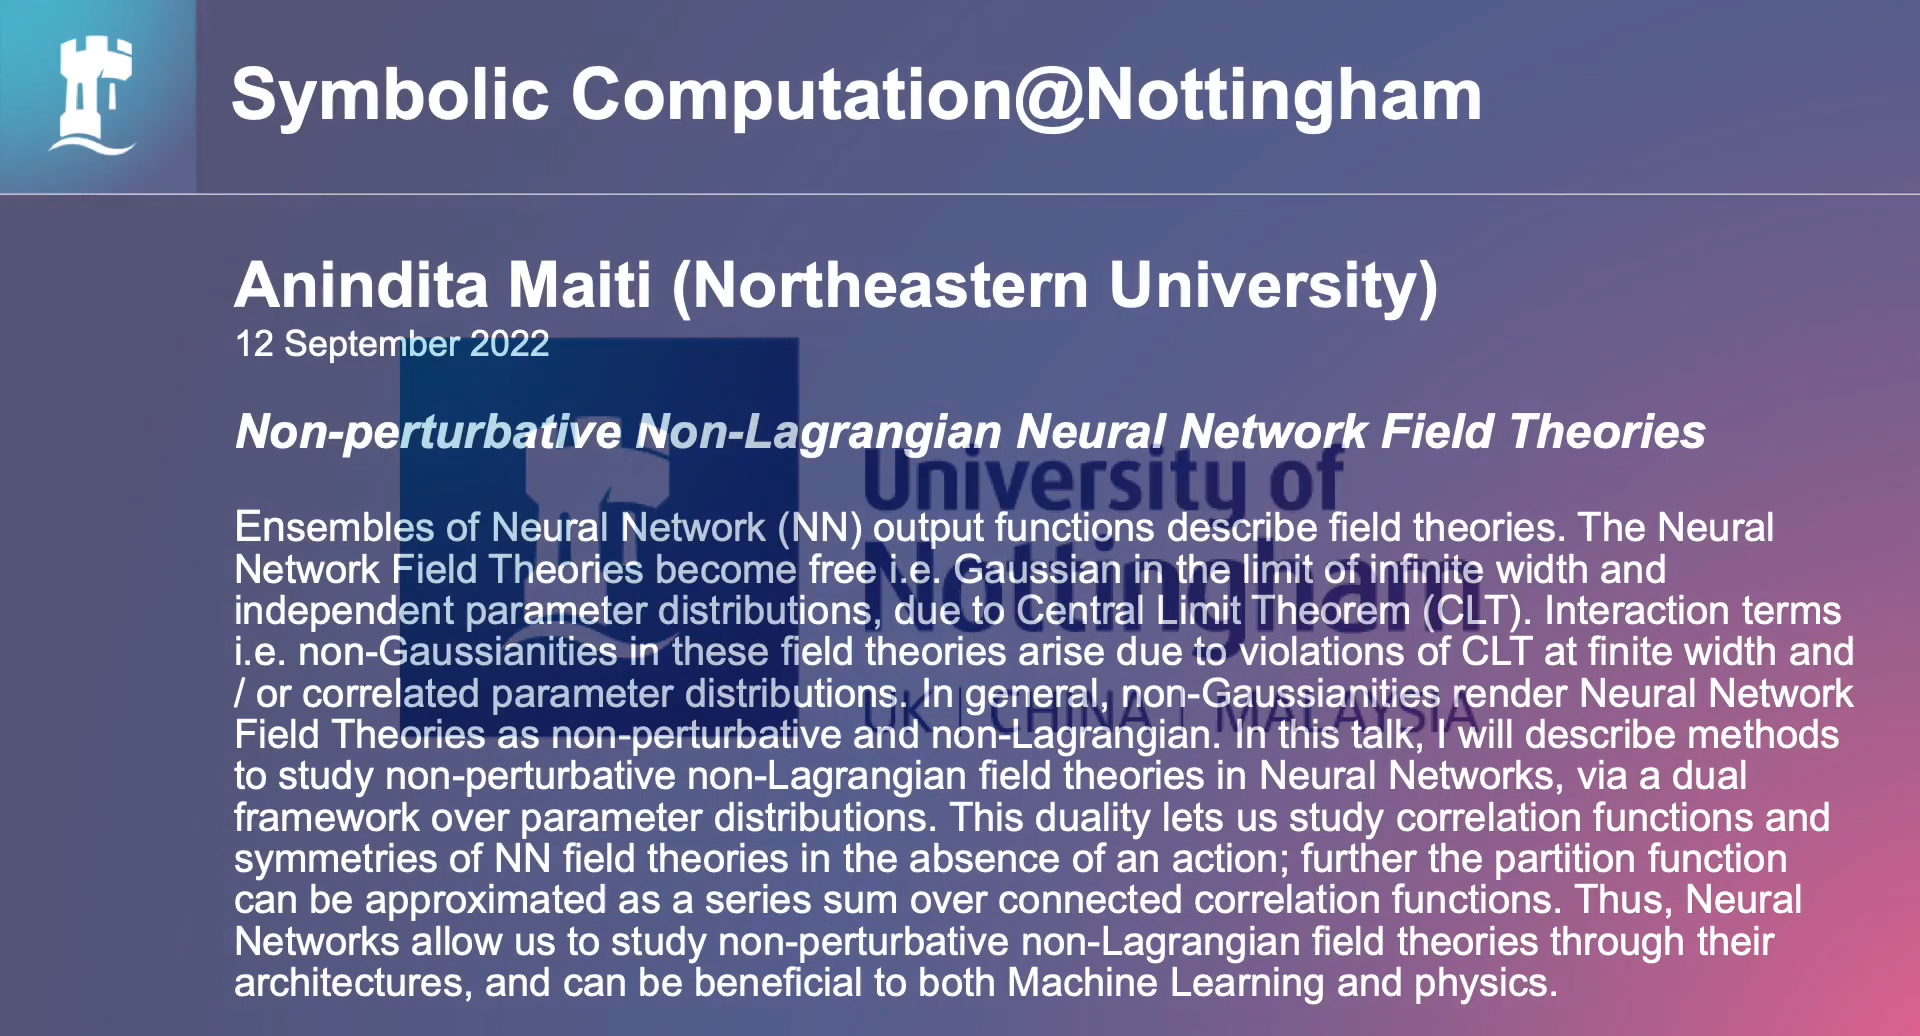 Symbolic Computation@Nottingham
Anindita Maiti (Northeastern University)
12 September 2022
Non-perturbative Non-Lagrangian Neural Network Field Theories
Ensembles of Neural Network (NN) output functions describe field theories. The Neural
Network Field Theories become free i.e. Gaussian in the limit of infinite width and
independent parameter distributions, due to Central Limit Theorem (CLT). Interaction terms
i.e. non-Gaussianities in these field theories arise due to violations of CLT at finite width and
/ or correlated parameter distributions. In general, non-Gaussianities render Neural Network
Field Theories as non-perturbative and non-Lagrangian. In this talk, I will describe methods
to study non-perturbative non-Lagrangian field theories in Neural Networks, via a dual
framework over parameter distributions. This duality lets us study correlation functions and
symmetries of NN field theories in the absence of an action; further the partition function
can be approximated as a series sum over connected correlation functions. Thus, Neural
Networks allow us to study non-perturbative non-Lagrangian field theories through their
architectures, and can be beneficial to both Machine Learning and physics.
University of
Nottingham
UK | CHINA | MALAYSIA